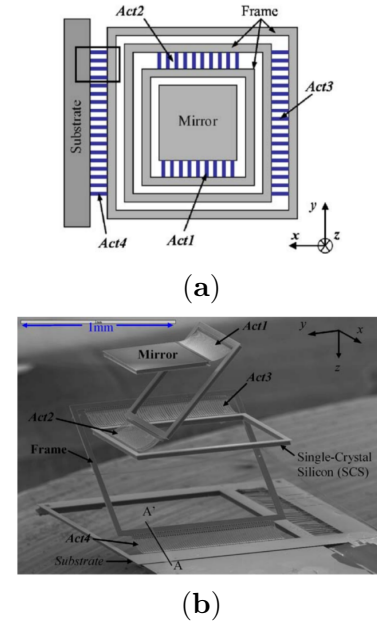 Act2
Frame
Act3
Substrate
Mirror
Act4
Act1
y
x
z
(a)
1mm
Act1
y
x
z
Mirror
Act3
Act2
Frame
Single-Crystal
Silicon (SCS)
A'
Act4
Substrate
A
(b)